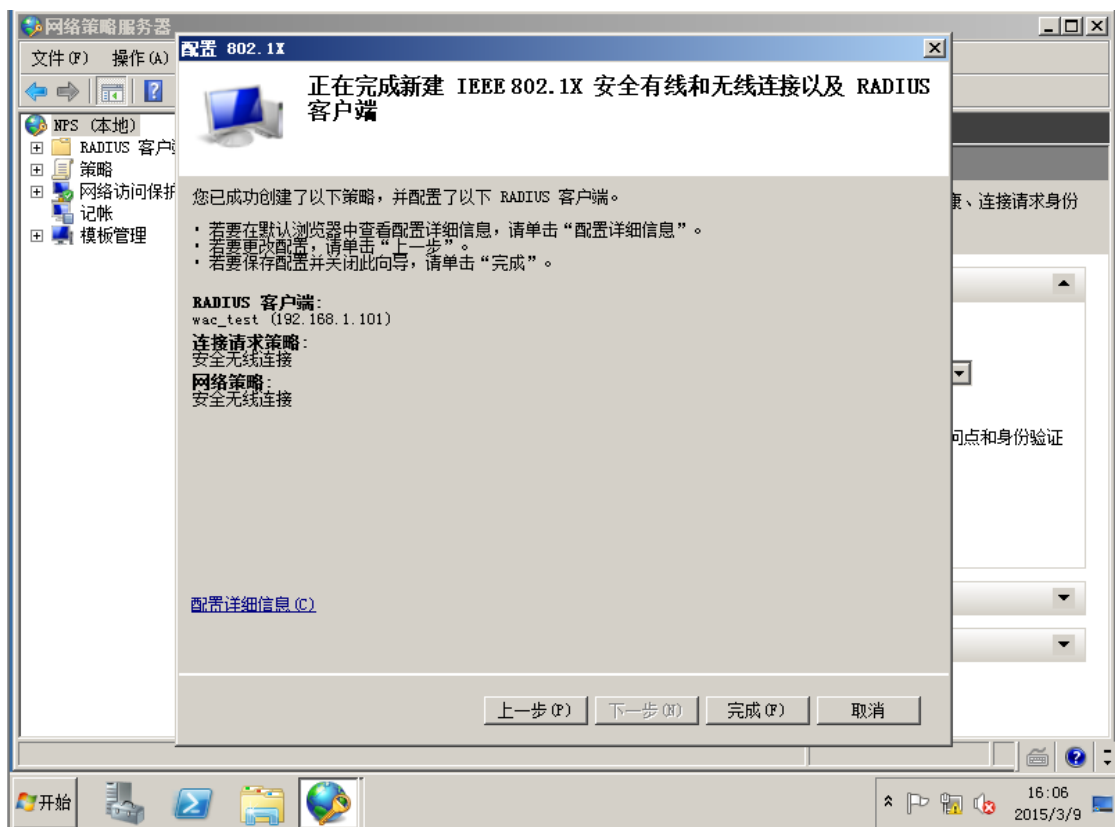 网络策略服务器
文件(F) 操作(A)
NPS (本地)
RADIUS 客户
策略
网络访问保护
记帐
模板管理
配置 802.1X
正在完成新建 IEEE 802.1X 安全有线和无线连接以及 RADIUS
客户端
您已成功创建了以下策略，并配置了以下 RADIUS 客户端。
· 若要在默认浏览器中查看配置详细信息，请单击“配置详细信息”。
· 若要更改配置，请单击“上一步”。
· 若要保存配置并关闭此向导，请单击“完成”。
RADIUS 客户端:
wac_test (192.168.1.101)
连接请求策略:
安全无线连接
网络策略:
安全无线连接
配置详细信息(C)
上一步(P) 下一步(N) 完成(F) 取消
、连接请求身份
问点和身份验证
开始
16:06
2015/3/9